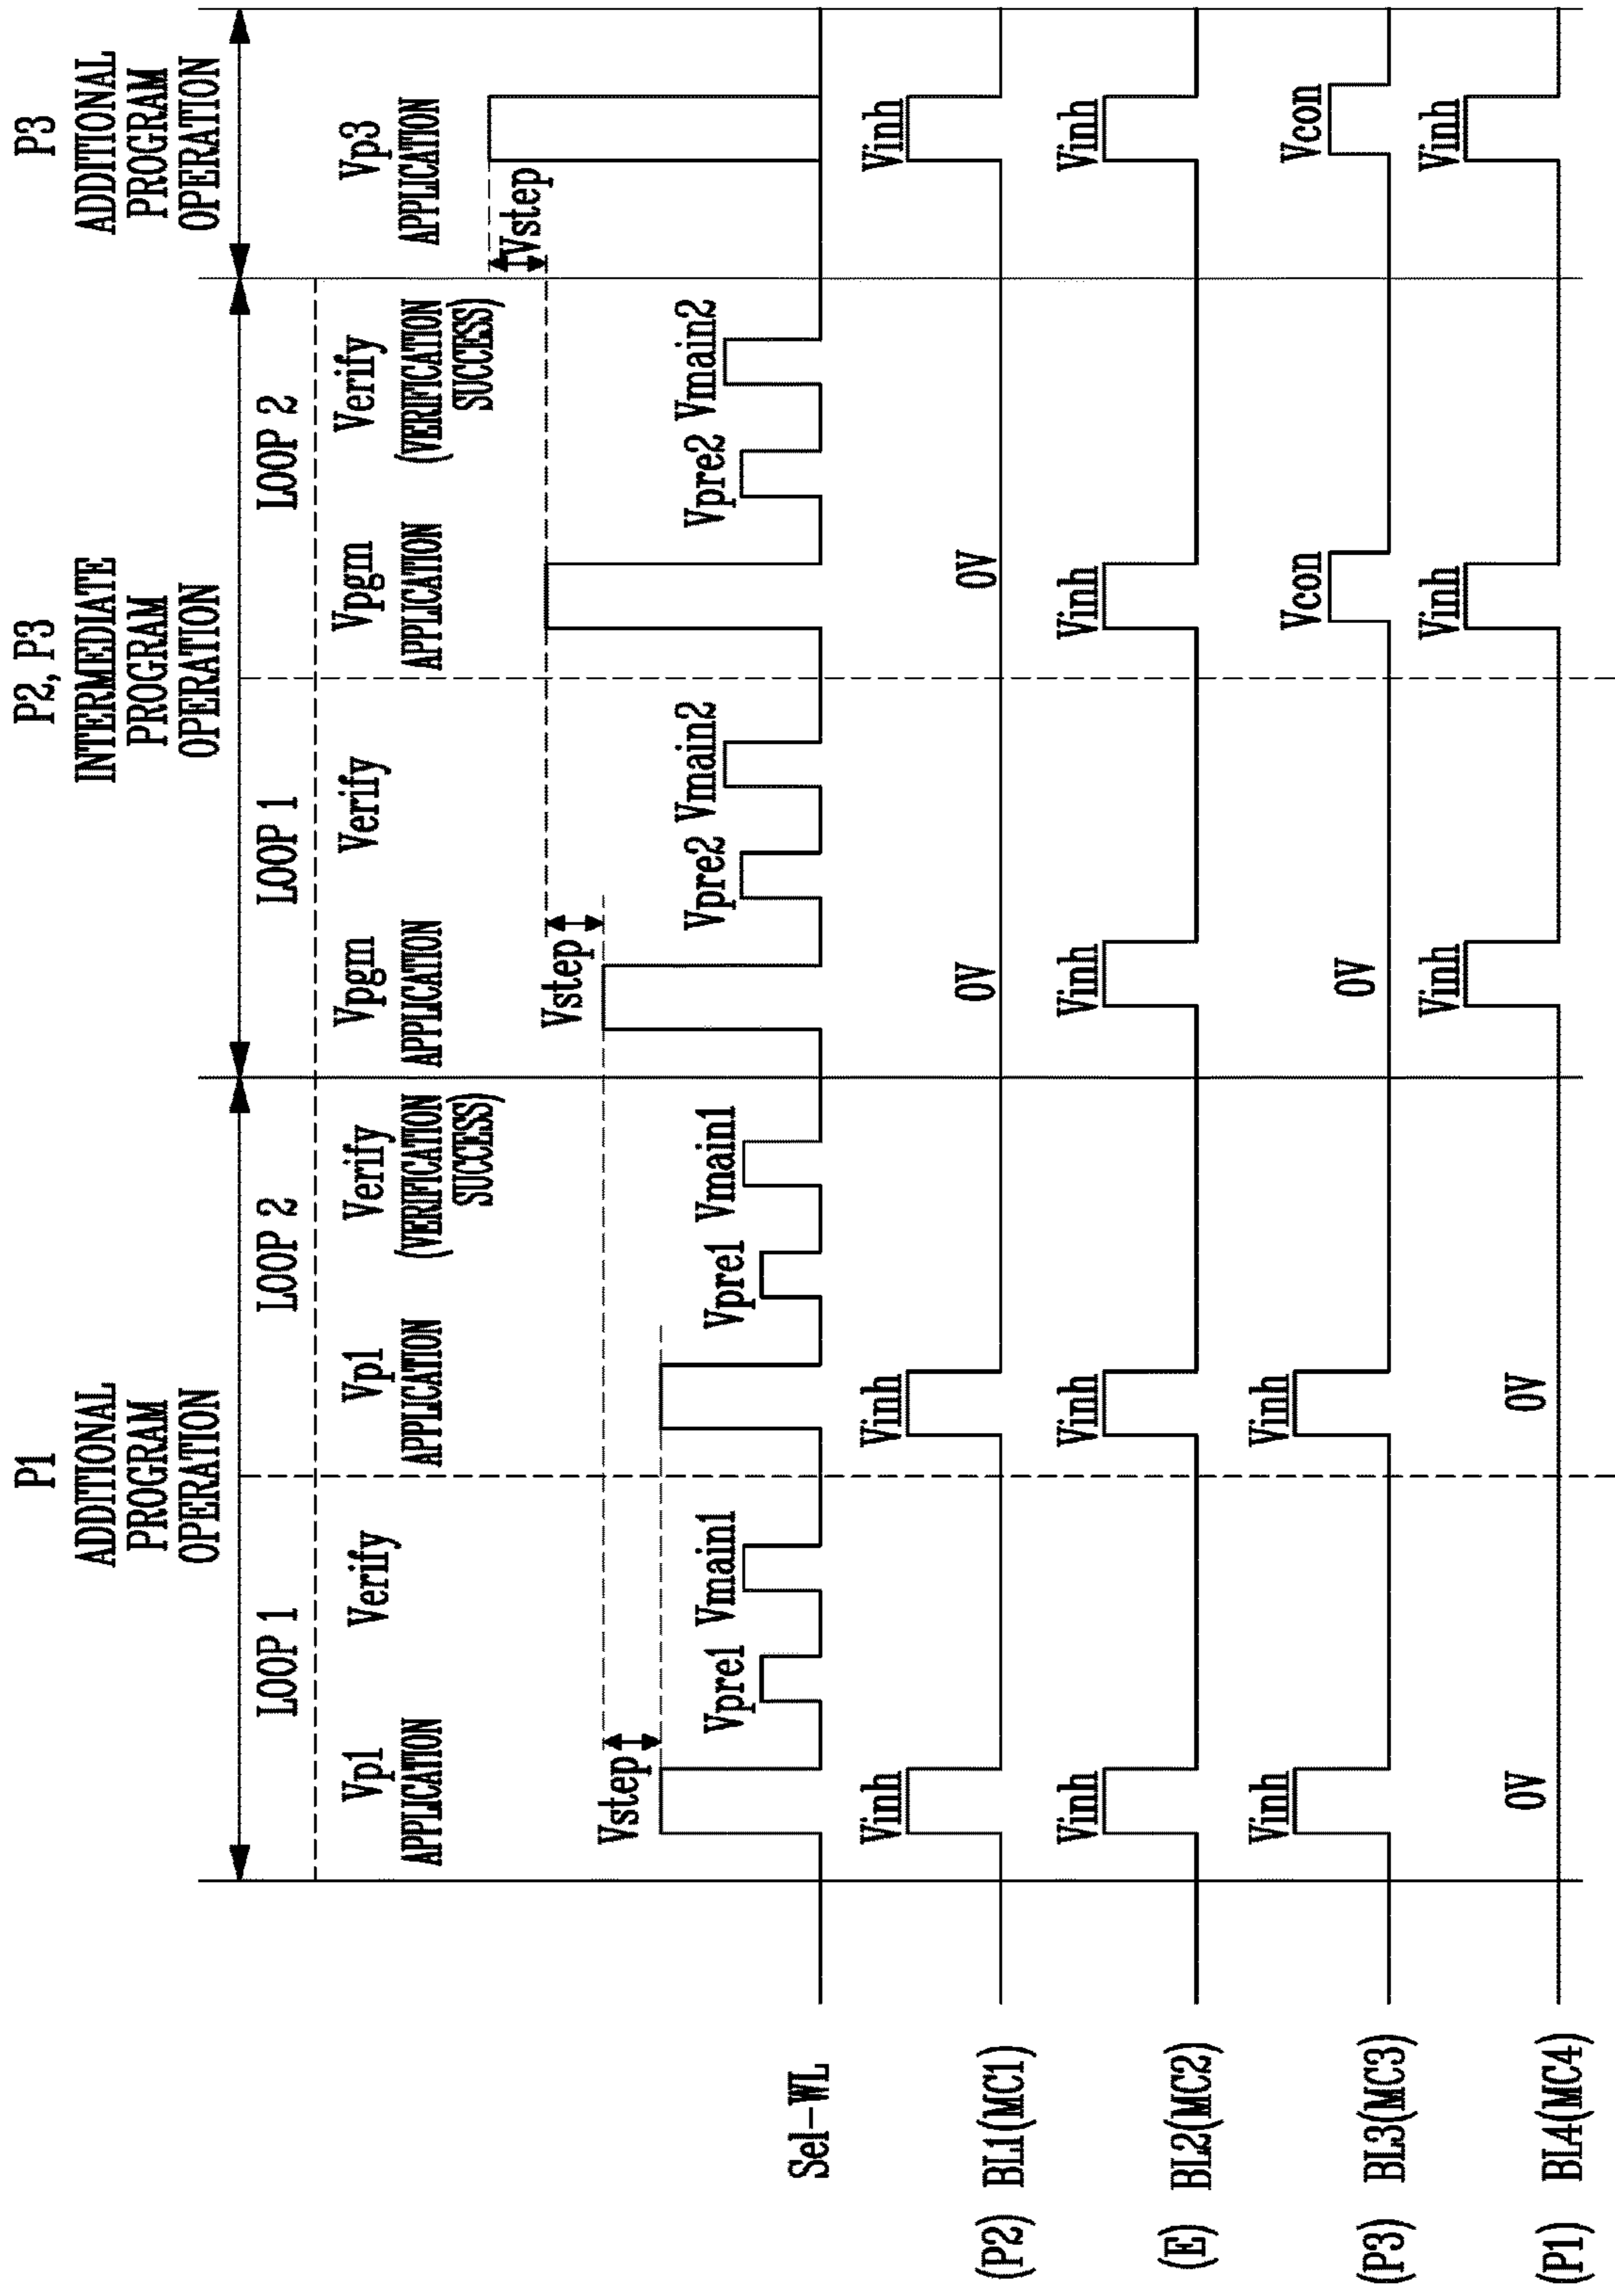 P1
ADDITIONAL
PROGRAM
OPERATION
P2, P3
INTERMEDIATE
PROGRAM
OPERATION
P3
ADDITIONAL
PROGRAM
OPERATION
LOOP 1
LOOP 2
LOOP 1
LOOP 2
Vp1
APPLICATION
Verify
Vp1
APPLICATION
Verify
(VERIFICATION
SUCCESS)
Vpgm
APPLICATION
Verify
Vpgm
APPLICATION
Verify
(VERIFICATION
SUCCESS)
Vp3
APPLICATION
Sel-WL
Vstep
Vpre1
Vmain1
Vpre1
Vmain1
Vstep
Vpre2
Vmain2
Vpre2
Vmain2
Vstep
(P2) BL1(MC1)
Vinh
Vinh
0V
0V
Vinh
(E) BL2(MC2)
Vinh
Vinh
Vinh
Vinh
Vinh
(P3) BL3(MC3)
Vinh
Vinh
0V
Vcon
Vcon
(P1) BL4(MC4)
0V
0V
Vinh
Vinh
Vinh